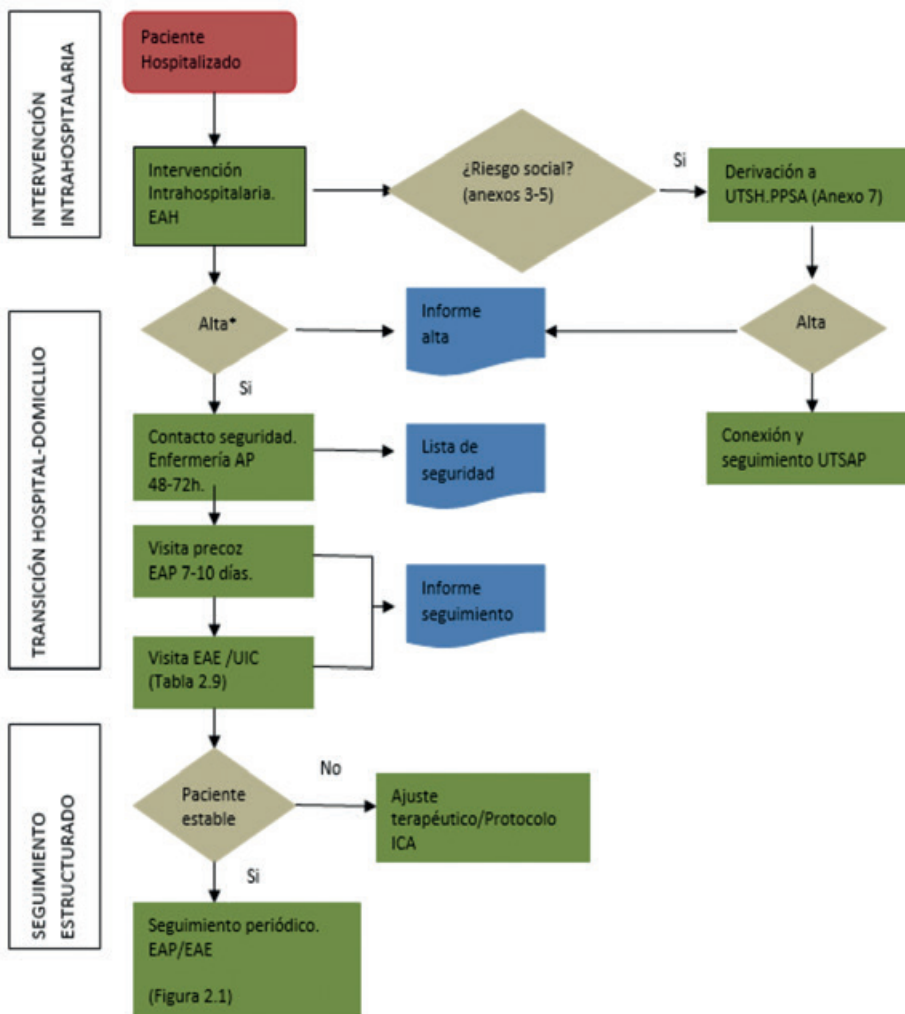 INTERVENCIÓN
INTRAHOSPITALARIA
Paciente
Hospitalizado
Intervención
Intrahospitalaria.
EAH
¿Riesgo social?
(anexos 3-5)
Si
Derivación a
UTSH.PPSA (Anexo 7)
TRANSICIÓN HOSPITAL-DOMICLLIO
Alta*
Informe
alta
Alta
Si
Contacto seguridad.
Enfermería AP
48-72h.
Lista de
seguridad
Conexión y
seguimiento UTSAP
Visita precoz
EAP 7-10 días.
Informe
seguimiento
Visita EAE /UIC
(Tabla 2.9)
SEGUIMIENTO
ESTRUCTURADO
Paciente
estable
No
Ajuste
terapéutico/Protocolo
ICA
Si
Seguimiento periódico.
EAP/EAE
(Figura 2.1)